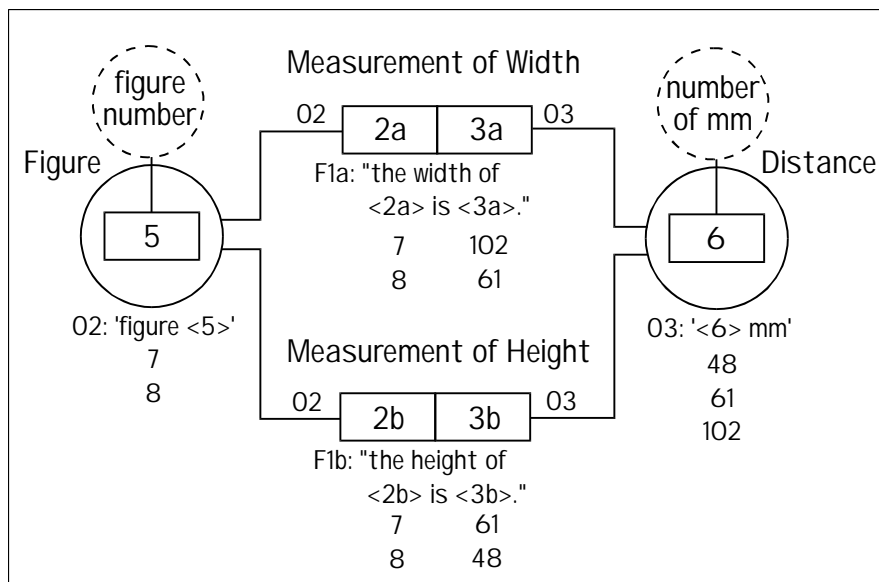 Measurement of Width
figure
number
number
of mm
O2
2a
3a
O3
Figure
Distance
F1a: "the width of
<2a> is <3a>."
7 102
8 61
5
6
O2: 'figure <5>'
7
8
O3: '<6> mm'
48
61
102
Measurement of Height
O2
2b
3b
O3
F1b: "the height of
<2b> is <3b>."
7 61
8 48